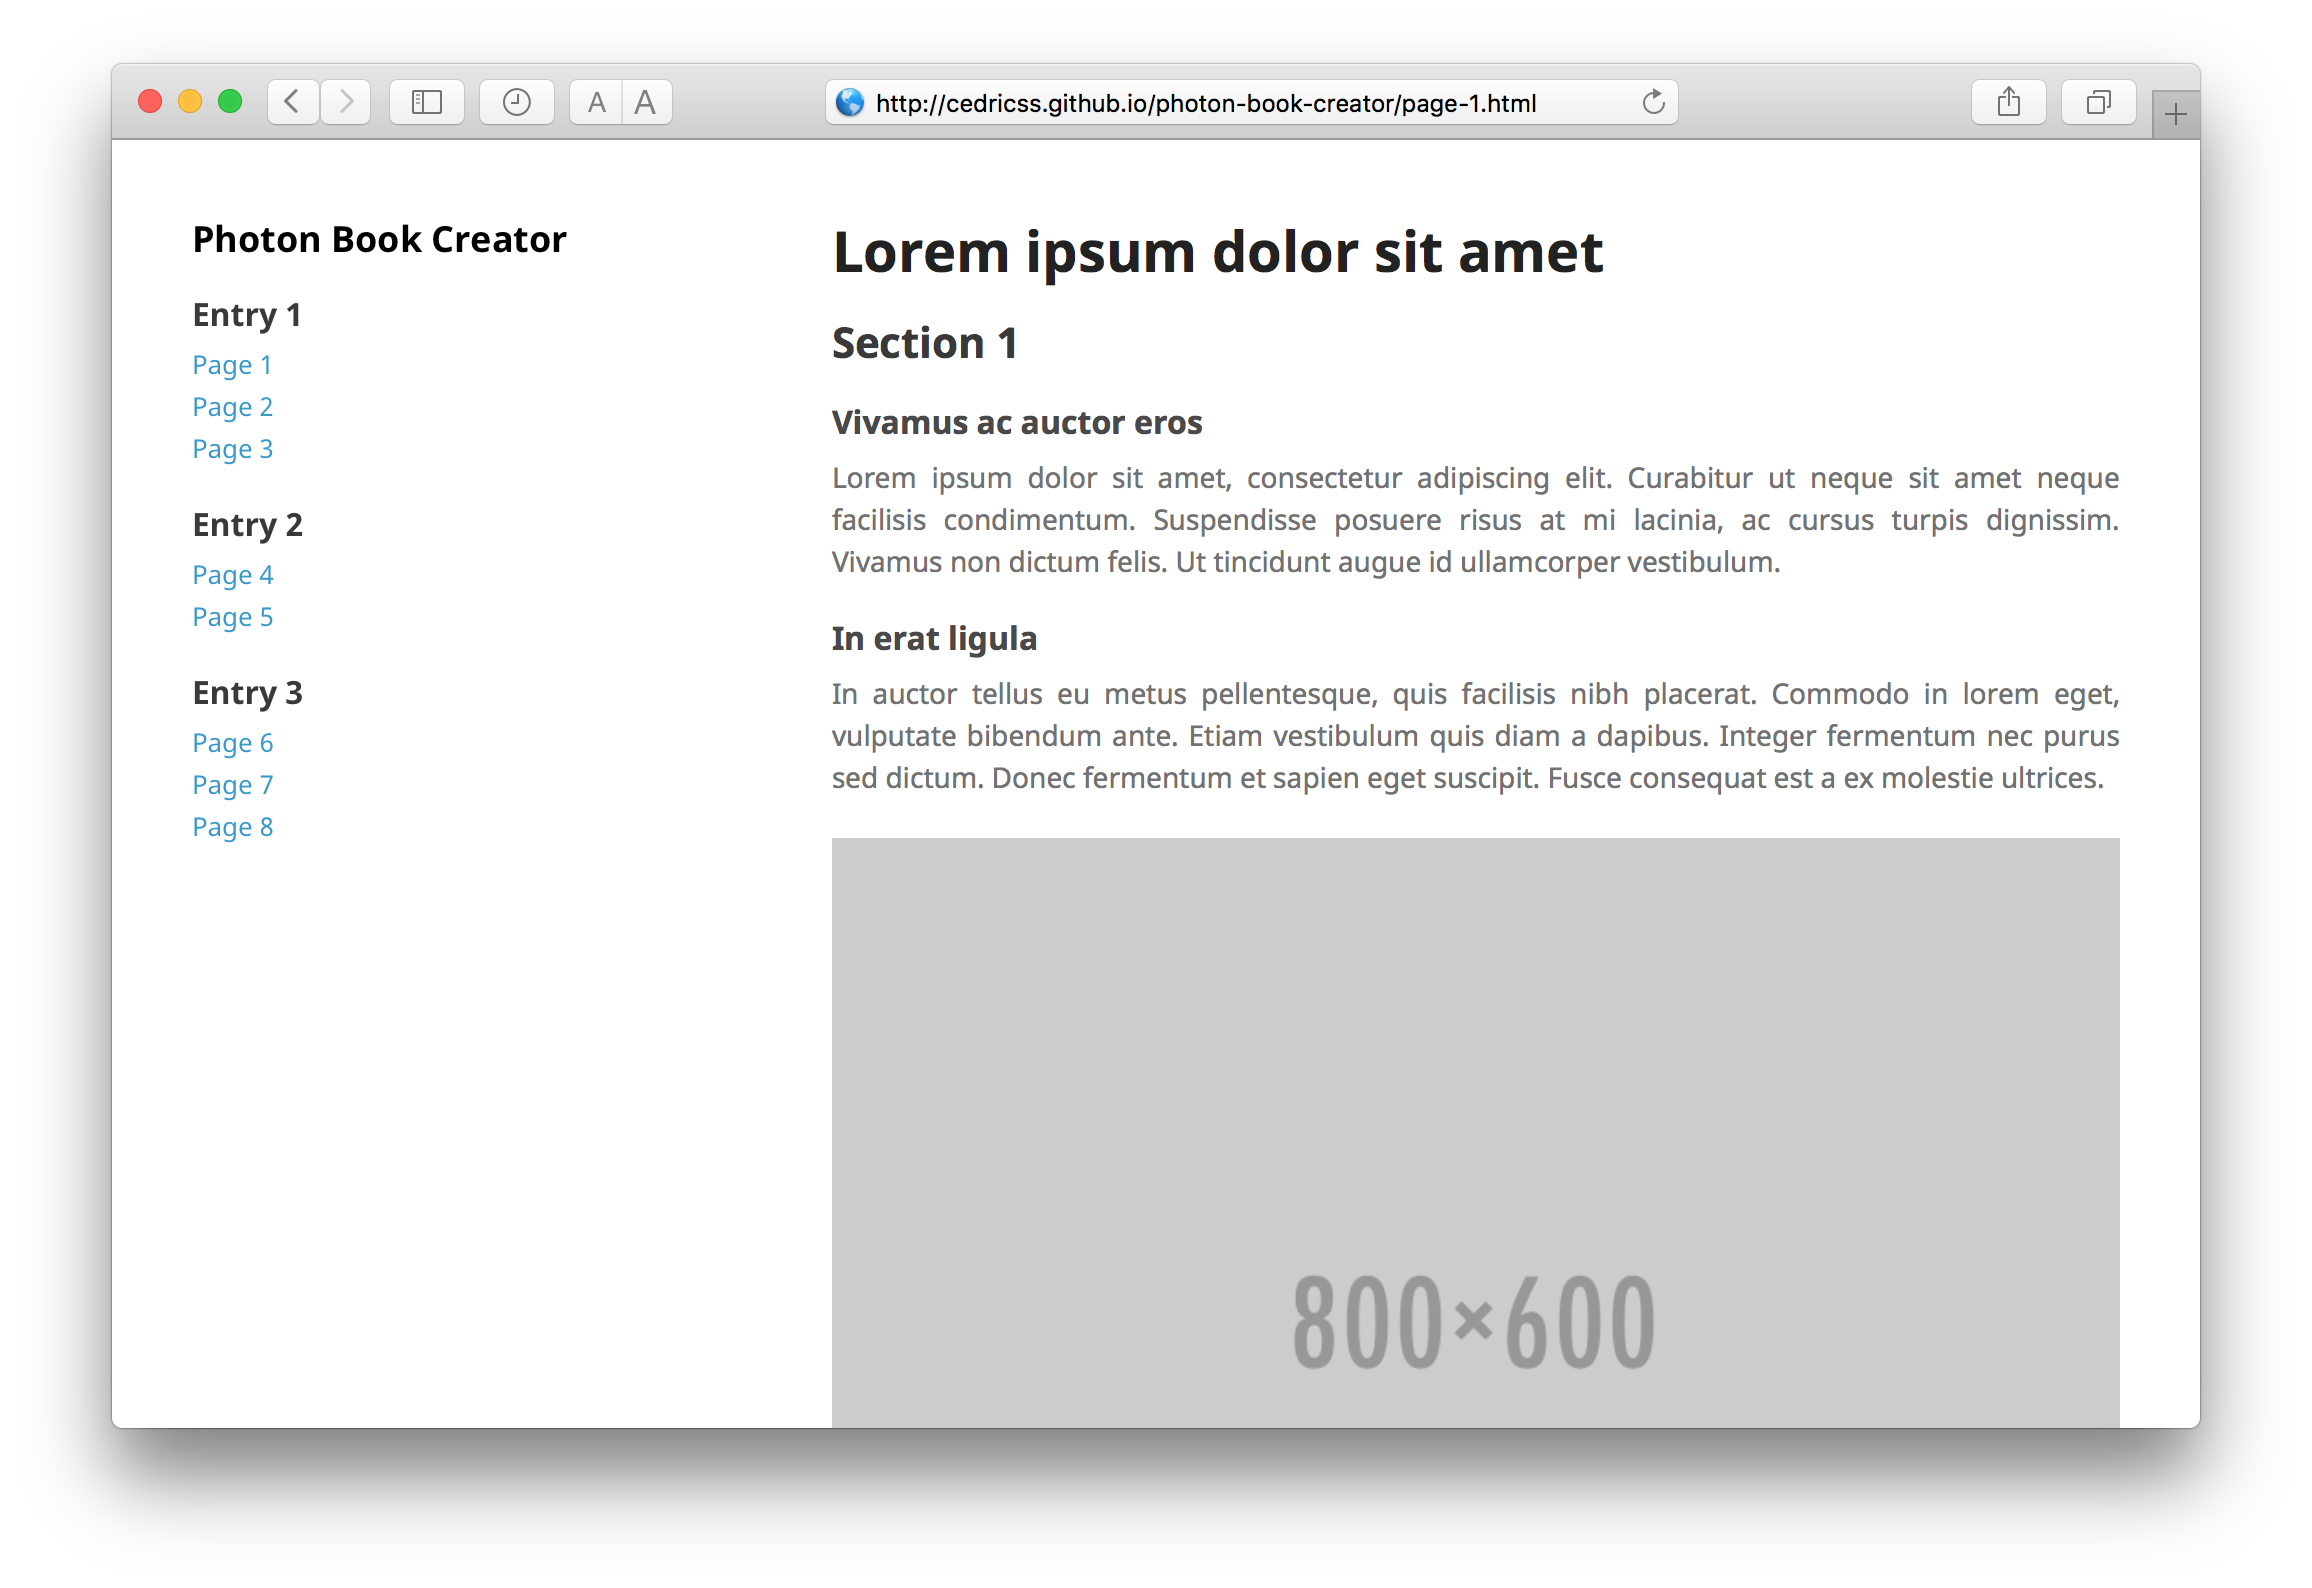 A A
http://cedricss.github.io/photon-book-creator/page-1.html
Photon Book Creator
Entry 1
Page 1
Page 2
Page 3
Entry 2
Page 4
Page 5
Entry 3
Page 6
Page 7
Page 8
Lorem ipsum dolor sit amet
Section 1
Vivamus ac auctor eros
Lorem ipsum dolor sit amet, consectetur adipiscing elit. Curabitur ut neque sit amet neque
facilisis condimentum. Suspendisse posuere risus at mi lacinia, ac cursus turpis dignissim.
Vivamus non dictum felis. Ut tincidunt augue id ullamcorper vestibulum.
In erat ligula
In auctor tellus eu metus pellentesque, quis facilisis nibh placerat. Commodo in lorem eget,
vulputate bibendum ante. Etiam vestibulum quis diam a dapibus. Integer fermentum nec purus
sed dictum. Donec fermentum et sapien eget suscipit. Fusce consequat est a ex molestie ultrices.
800×600